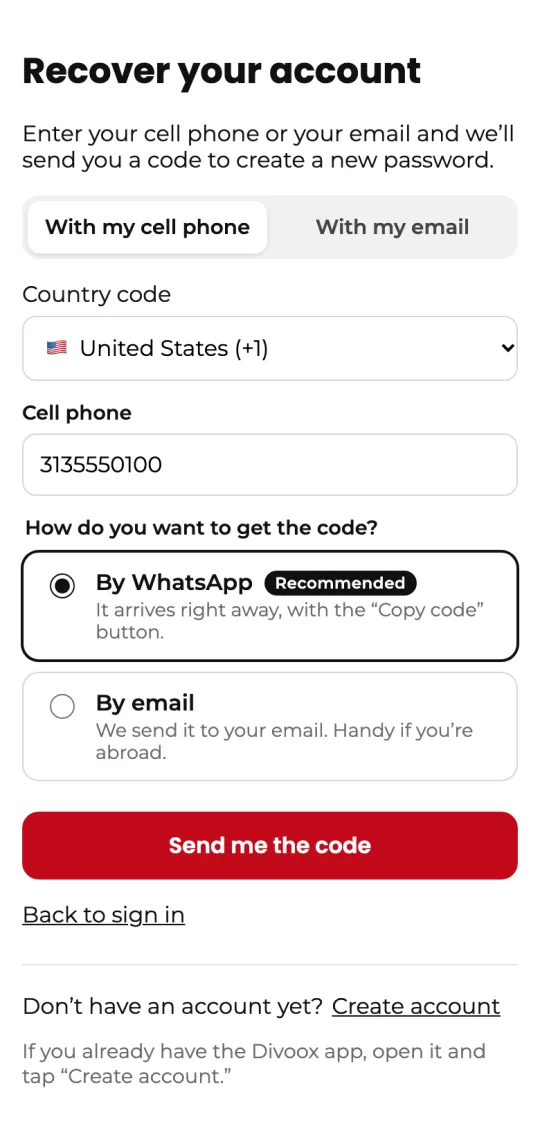 Recover your account
Enter your cell phone or your email and we’ll
send you a code to create a new password.
With my cell phone
With my email
Country code
United States (+1)
Cell phone
3135550100
How do you want to get the code?
By WhatsApp Recommended
It arrives right away, with the “Copy code”
button.
By email
We send it to your email. Handy if you’re
abroad.
Send me the code
Back to sign in
Don’t have an account yet? Create account
If you already have the Divoox app, open it and
tap “Create account.”